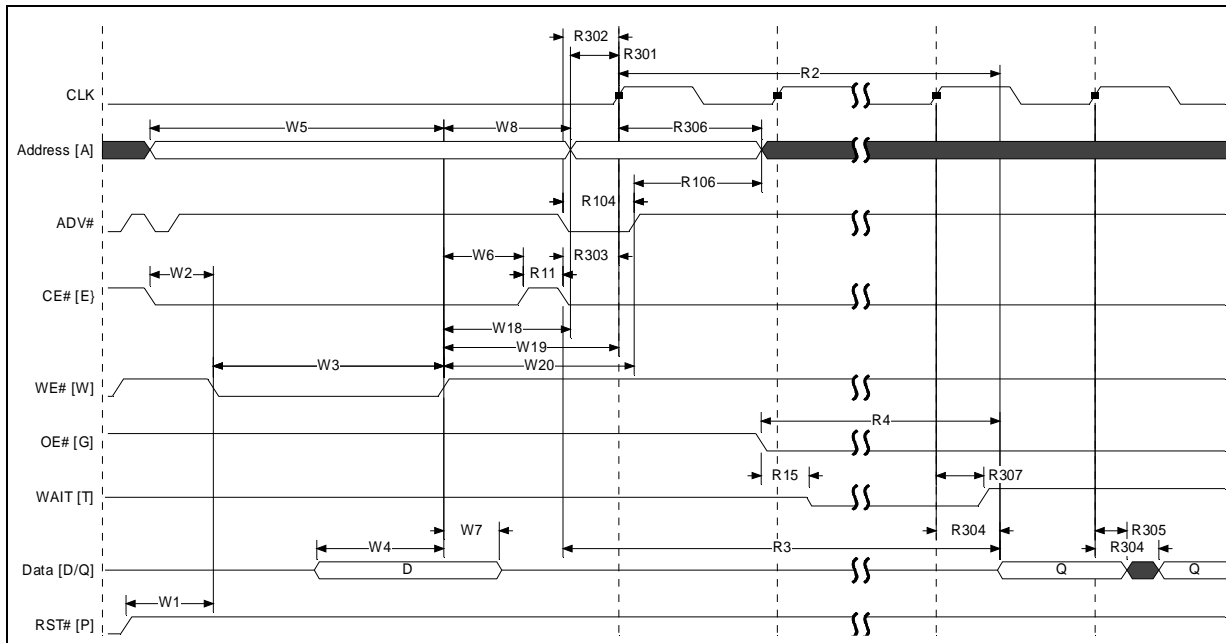 R302
R301
R2
CLK
W5 W8 R306
Address [A]
R106
R104
ADV#
W6 R303
W2 R11
CE# [E}
W18
W19
W3 W20
WE# [W]
R4
OE# [G]
R15 R307
WAIT [T]
W7 R304 R305
W4 R3 R304
Data [D/Q] D Q Q
W1
RST# [P]